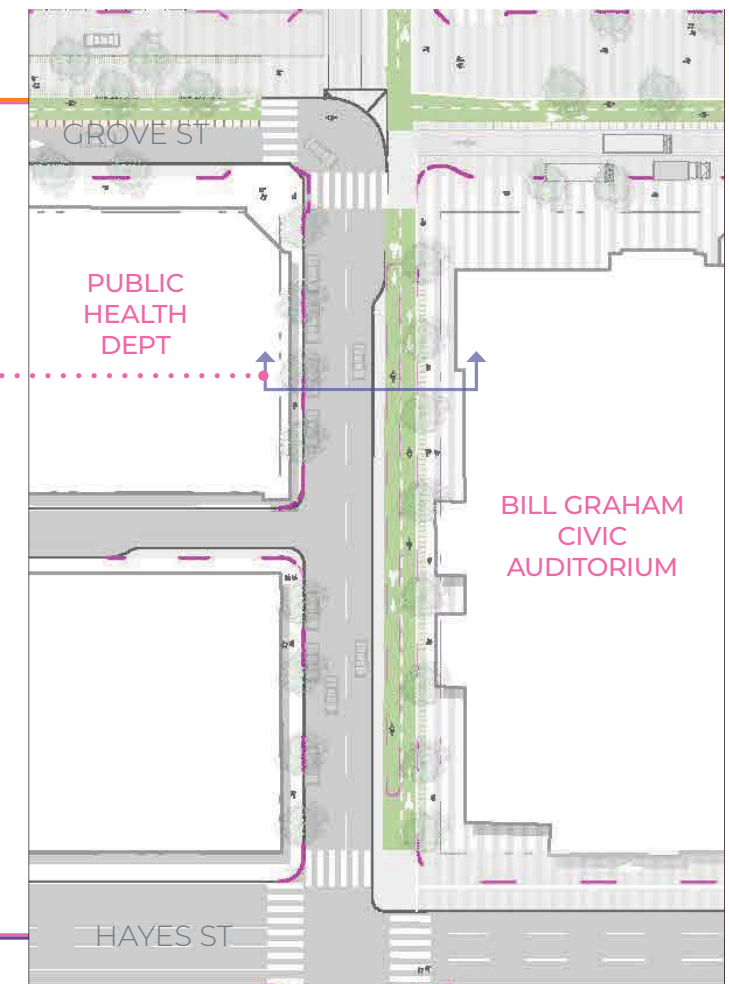 GROVE ST
PUBLIC
HEALTH
DEPT
BILL GRAHAM
CIVIC
AUDITORIUM
HAYES ST